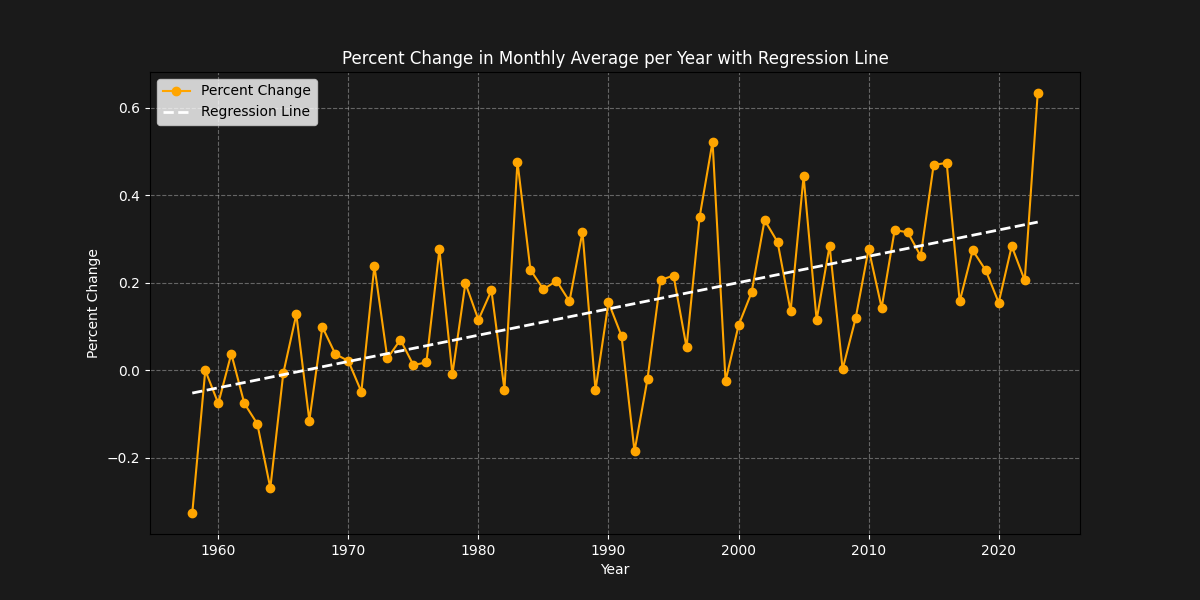 Percent Change in Monthly Average per Year with Regression Line
Percent Change
Regression Line
0.6
0.4
0.2
0.0
−0.2
Percent Change
1960 1970 1980 1990 2000 2010 2020
Year